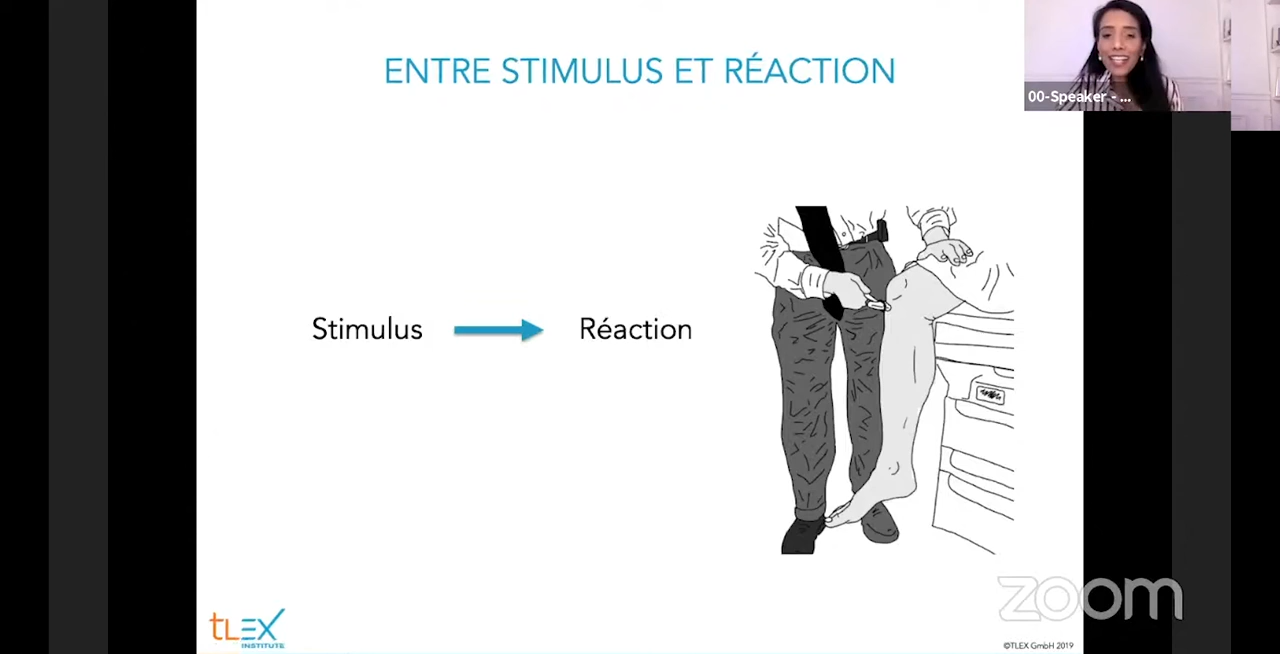 ENTRE STIMULUS ET RÉACTION
00-Speaker - ...
Stimulus
Réaction
zoom
TLEX
INSTITUTE
©TLEX GmbH 2019